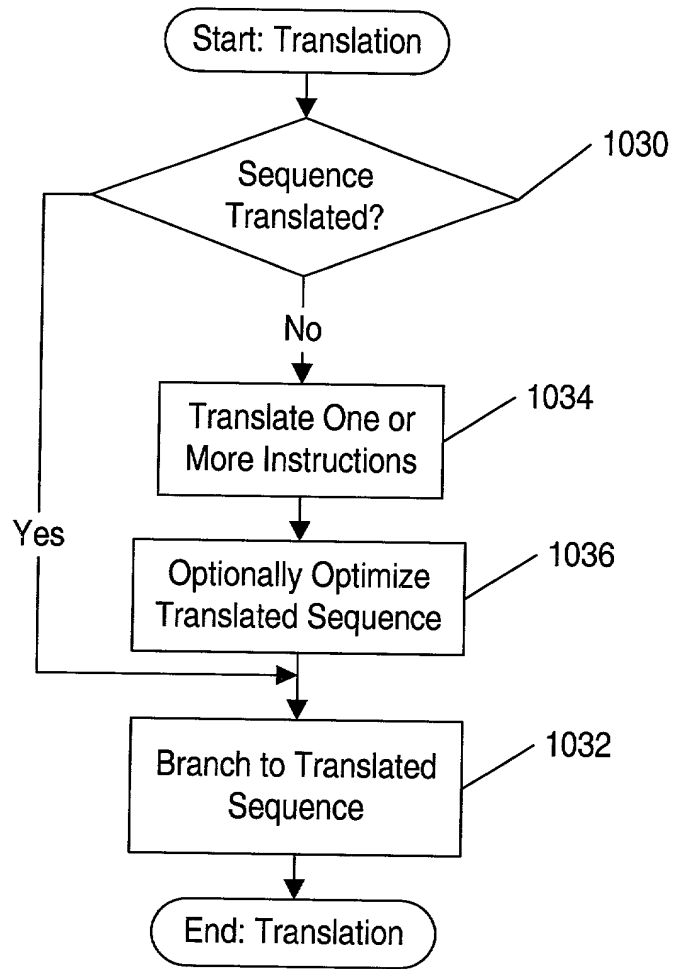 Start: Translation
1030
Sequence
Translated?
No
1034
Translate One or
More Instructions
Yes
1036
Optionally Optimize
Translated Sequence
1032
Branch to Translated
Sequence
End: Translation